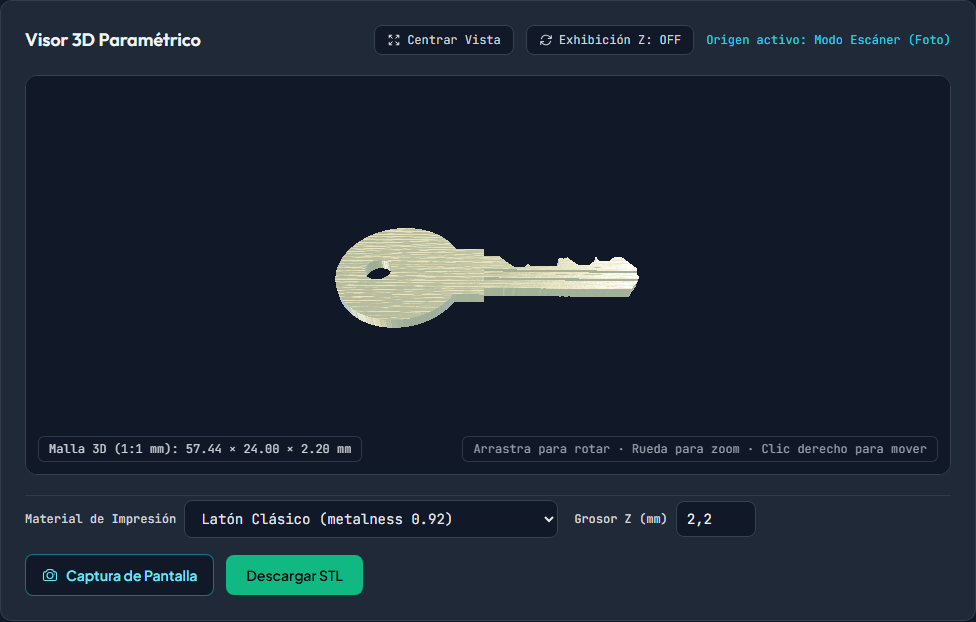 Visor 3D Paramétrico
Centrar Vista
Exhibición Z: OFF
Origen activo: Modo Escáner (Foto)
Malla 3D (1:1 mm): 57.44 × 24.00 × 2.20 mm
Arrastra para rotar · Rueda para zoom · Clic derecho para mover
Material de Impresión
Latón Clásico (metalness 0.92)
Grosor Z (mm)
2,2
Captura de Pantalla
Descargar STL